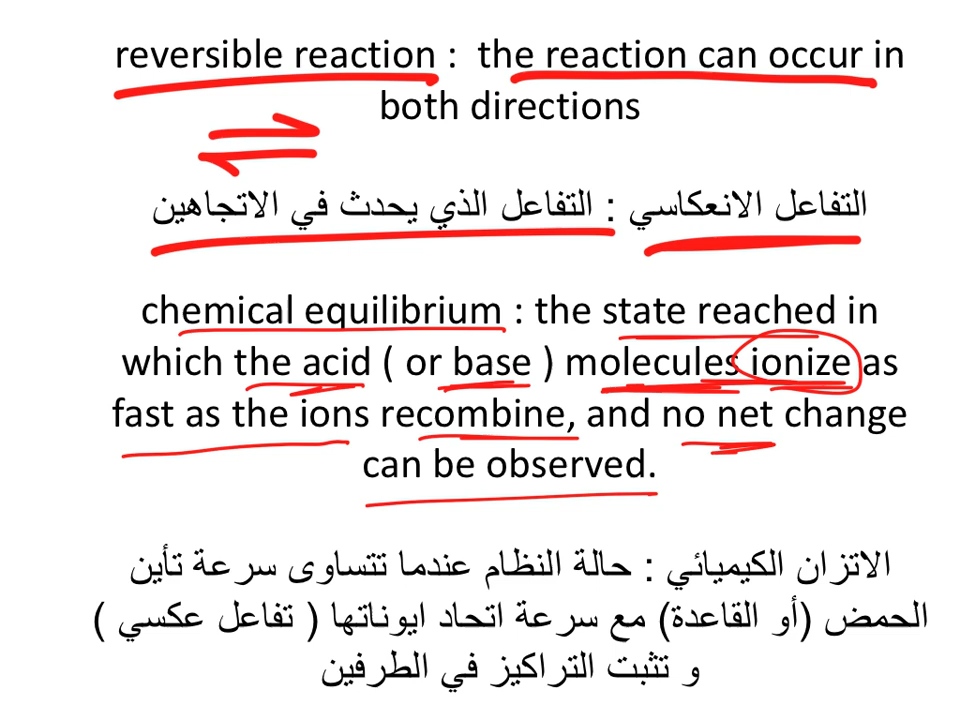 reversible reaction :  the reaction can occur in
both directions
التفاعل الانعكاسي : التفاعل الذي يحدث في الاتجاهين
chemical equilibrium : the state reached in
which the acid ( or base ) molecules ionize as
fast as the ions recombine, and no net change
can be observed.
الاتزان الكيميائي : حالة النظام عندما تتساوى سرعة تأين
الحمض (أو القاعدة) مع سرعة اتحاد ايوناتها ( تفاعل عكسي )
و تثبت التراكيز في الطرفين